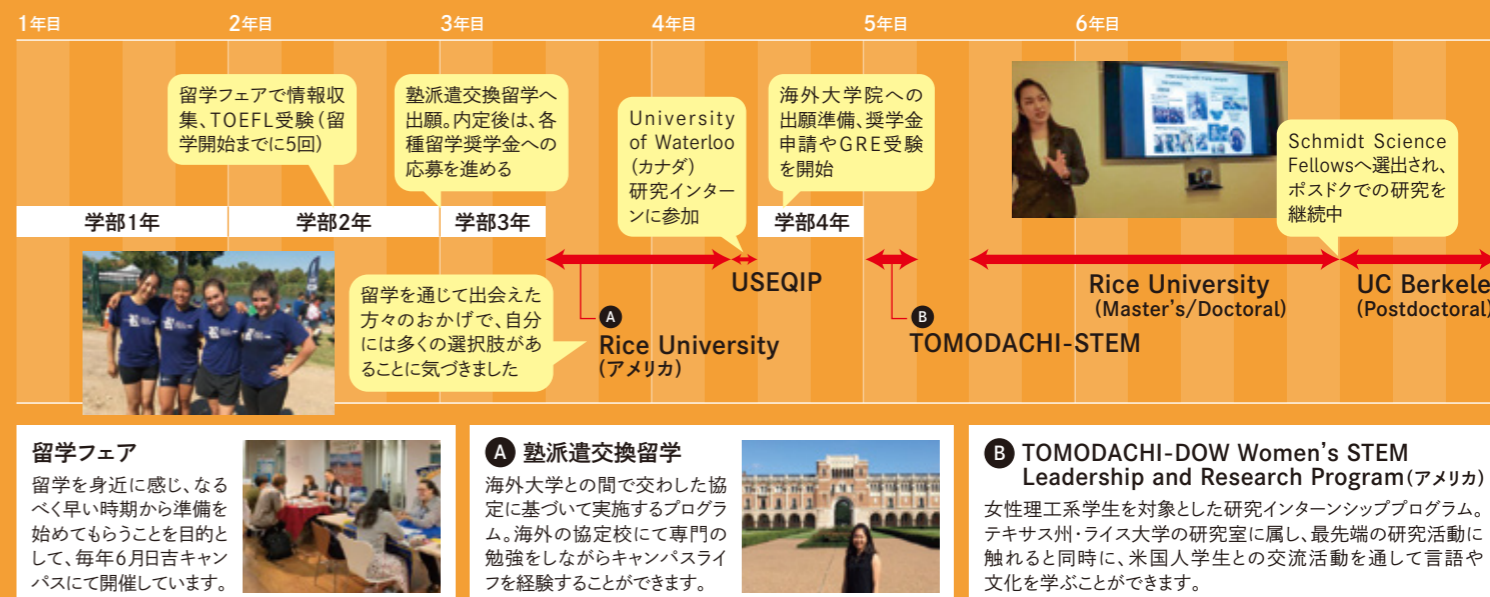 1年目
2年目
3年目
4年目
5年目
6年目
留学フェアで情報収
集、TOEFL受験(留
学開始までに5回)
塾派遣交換留学へ
出願。内定後は、各
種留学奨学金への
応募を進める
University
of Waterloo
(カナダ)
研究インター
ンに参加
海外大学院への
出願準備、奨学金
申請やGRE受験
を開始
Schmidt Science
Fellowsへ選出され、
ポスドクでの研究を
継続中
学部1年
学部2年
学部3年
学部4年
USEQIP
Rice University
(Master's/Doctoral)
UC Berkele
(Postdoctoral)
留学を通じて出会えた
方々のおかげで、自分
には多くの選択肢があ
ることに気づきました
A
Rice University
(アメリカ)
B
TOMODACHI-STEM
留学フェア
留学を身近に感じ、なる
べく早い時期から準備を
始めてもらうことを目的と
して、毎年6月日吉キャン
パスにて開催しています。
A 塾派遣交換留学
海外大学との間で交わした協
定に基づいて実施するプログラ
ム。海外の協定校にて専門の
勉強をしながらキャンパスライ
フを経験することができます。
B TOMODACHI-DOW Women's STEM
Leadership and Research Program(アメリカ)
女性理工系学生を対象とした研究インターンシッププログラム。
テキサス州・ライス大学の研究室に属し、最先端の研究活動に
触れると同時に、米国人学生との交流活動を通して言語や
文化を学ぶことができます。